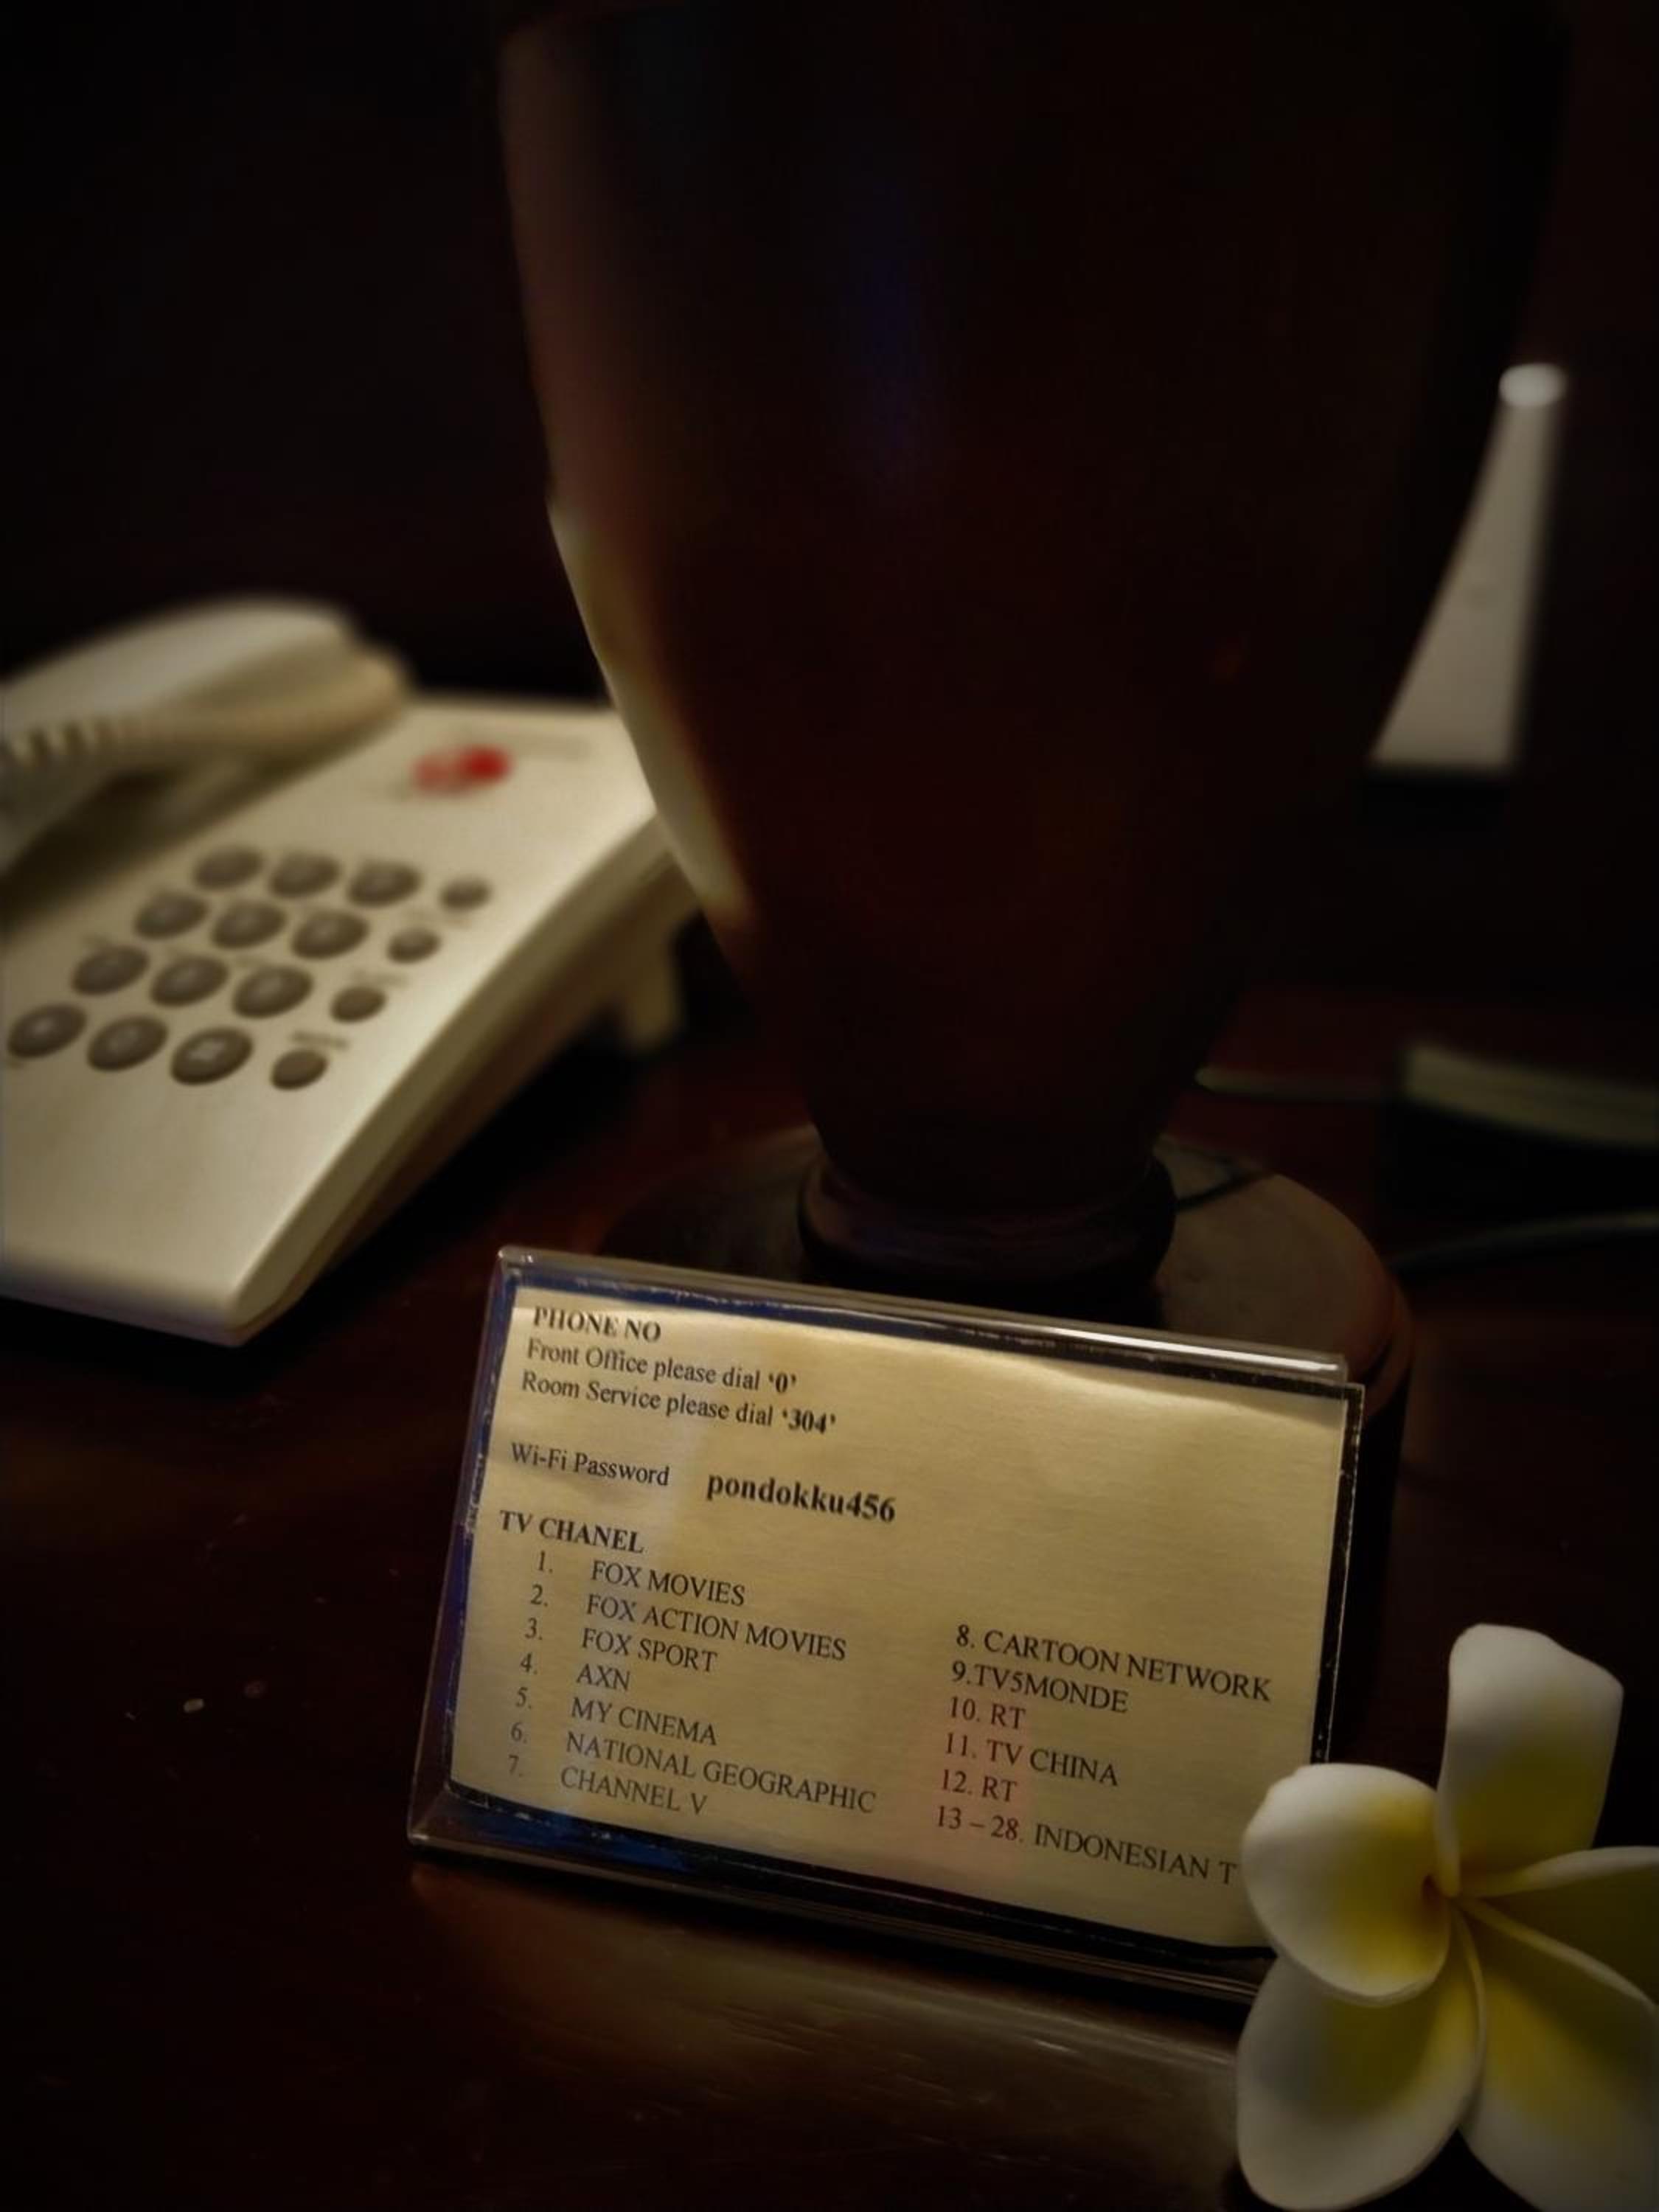 PHONE NO
Front Office please dial ‘0’
Room Service please dial ‘304’
Wi-Fi Password pondokku456
TV CHANEL
1. FOX MOVIES
2. FOX ACTION MOVIES
3. FOX SPORT
4. AXN
5. MY CINEMA
6. NATIONAL GEOGRAPHIC
7. CHANNEL V
8. CARTOON NETWORK
9.TV5MONDE
10. RT
11. TV CHINA
12. RT
13 – 28. INDONESIAN T